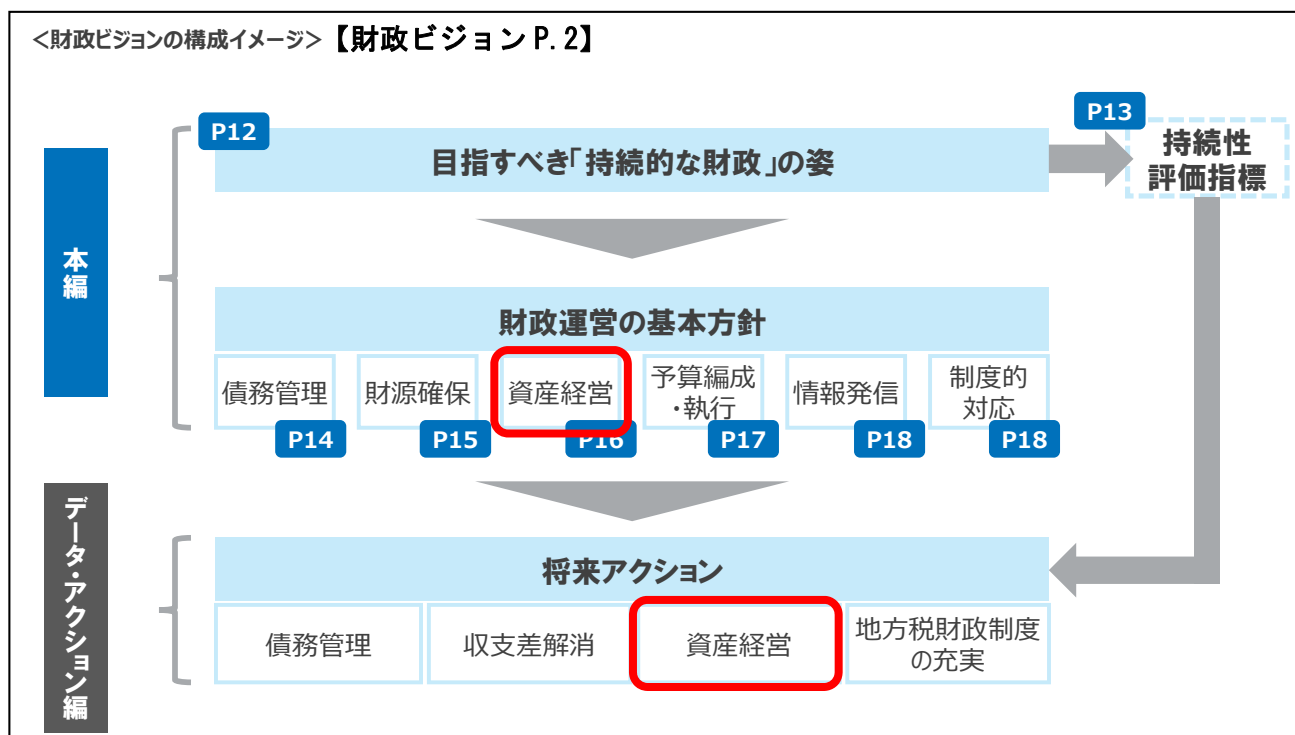 <財政ビジョンの構成イメージ>【財政ビジョンP.2】
P12
P13
目指すべき「持続的な財政」の姿
持続性
評価指標
本編
財政運営の基本方針
債務管理
財源確保
資産経営
予算編成
・執行
情報発信
制度的
対応
P14
P15
P16
P17
P18
P18
データ・アクション編
将来アクション
債務管理
収支差解消
資産経営
地方税財政制度
の充実